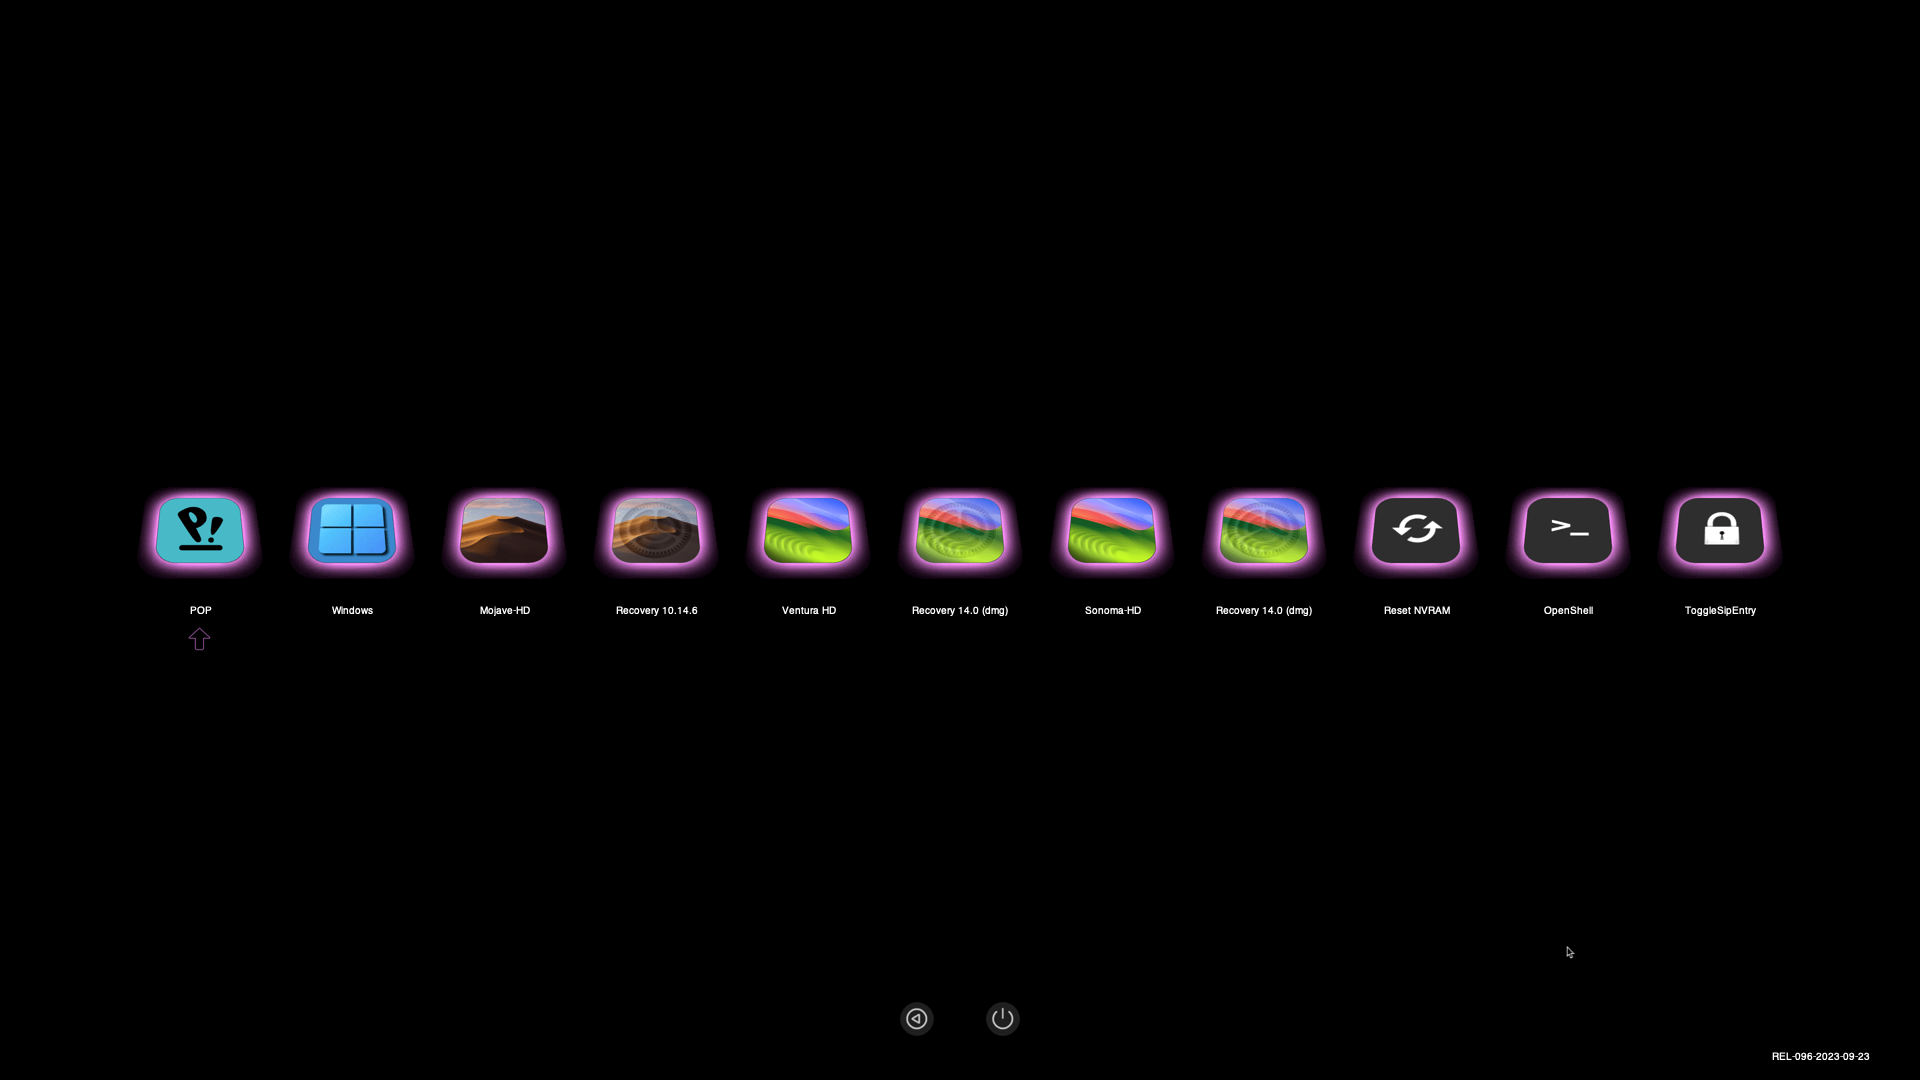 POP
Windows
Mojave-HD
Recovery 10.14.6
Ventura HD
Recovery 14.0 (dmg)
Sonoma-HD
Recovery 14.0 (dmg)
Reset NVRAM
OpenShell
ToggleSipEntry
REL-096-2023-09-23